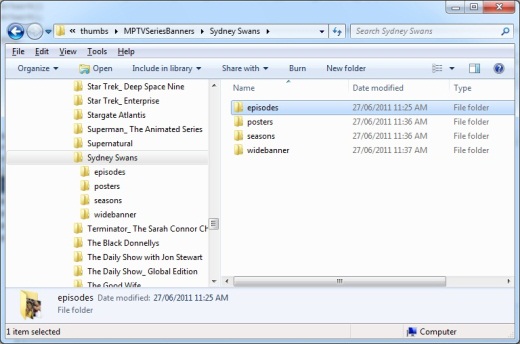 « thumbs ▸ MPTVSeriesBanners ▸ Sydney Swans ▸ Search Sydney Swans
File Edit View Tools Help
Organize Open Include in library Share with Burn New folder
Star Trek_ Deep Space Nine
Star Trek_ Enterprise
Stargate Atlantis
Superman_ The Animated Series
Supernatural
Sydney Swans
episodes
posters
seasons
widebanner
Terminator_ The Sarah Connor Ch
The Black Donnellys
The Daily Show with Jon Stewart
The Daily Show_ Global Edition
The Good Wife
Name Date modified Type
episodes 27/06/2011 11:25 AM File folder
posters 27/06/2011 11:36 AM File folder
seasons 27/06/2011 11:36 AM File folder
widebanner 27/06/2011 11:37 AM File folder
episodes Date modified: 27/06/2011 11:25 AM
File folder
1 item selected Computer